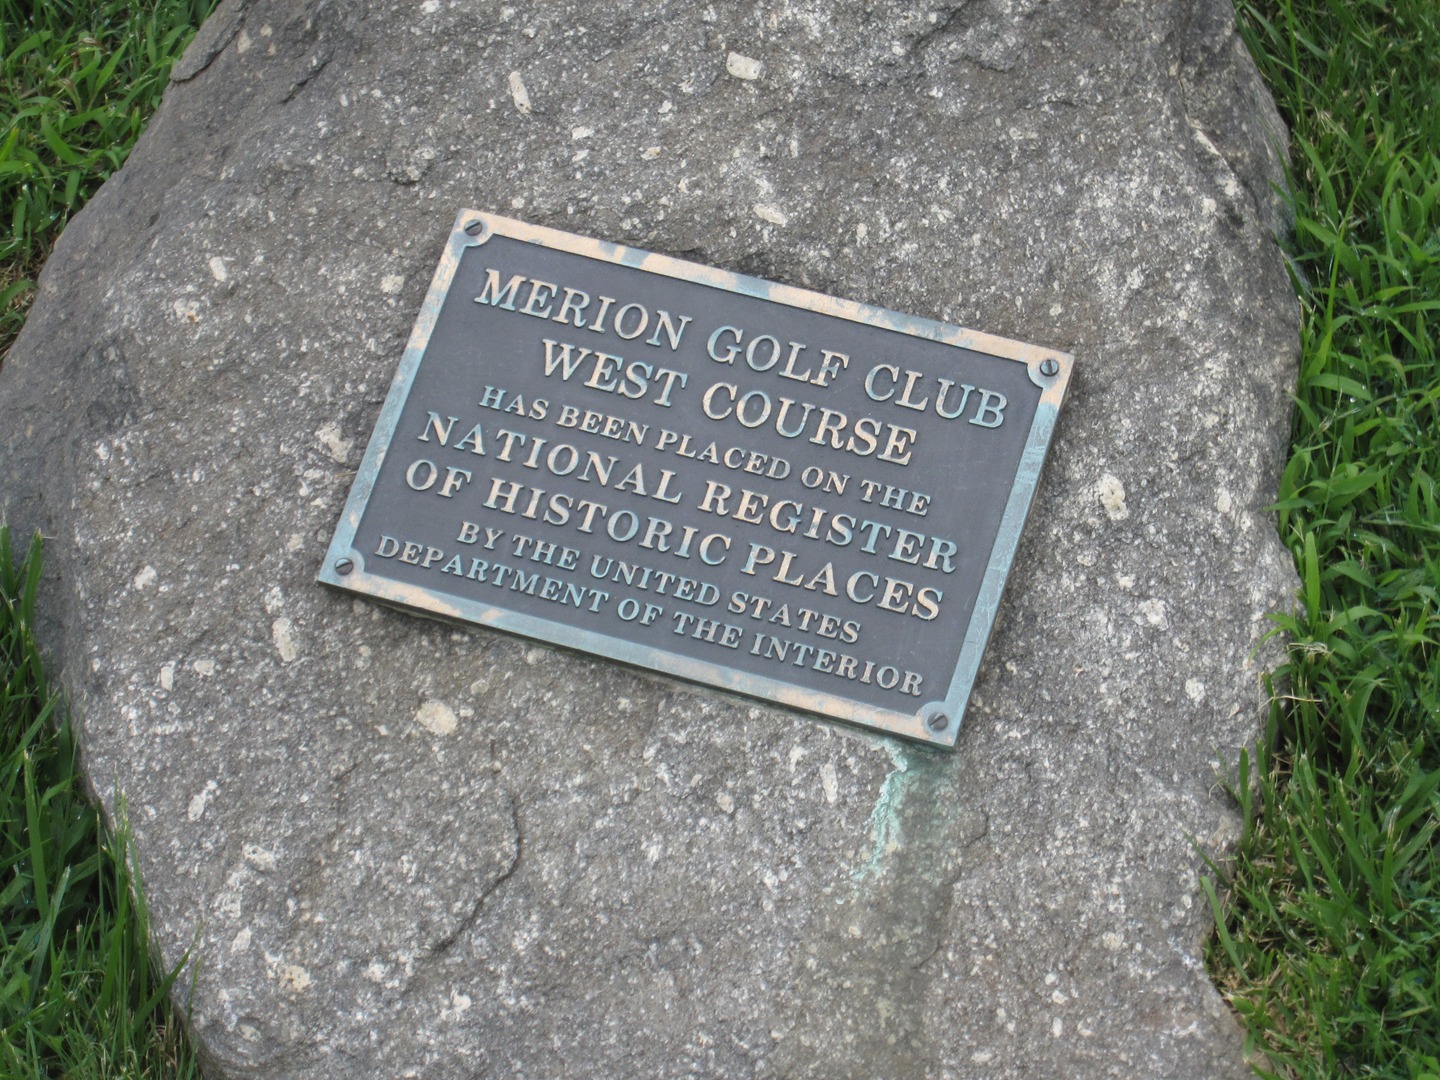 MERION GOLF CLUB
WEST COURSE
HAS BEEN PLACED ON THE
NATIONAL REGISTER
OF HISTORIC PLACES
BY THE UNITED STATES
DEPARTMENT OF THE INTERIOR